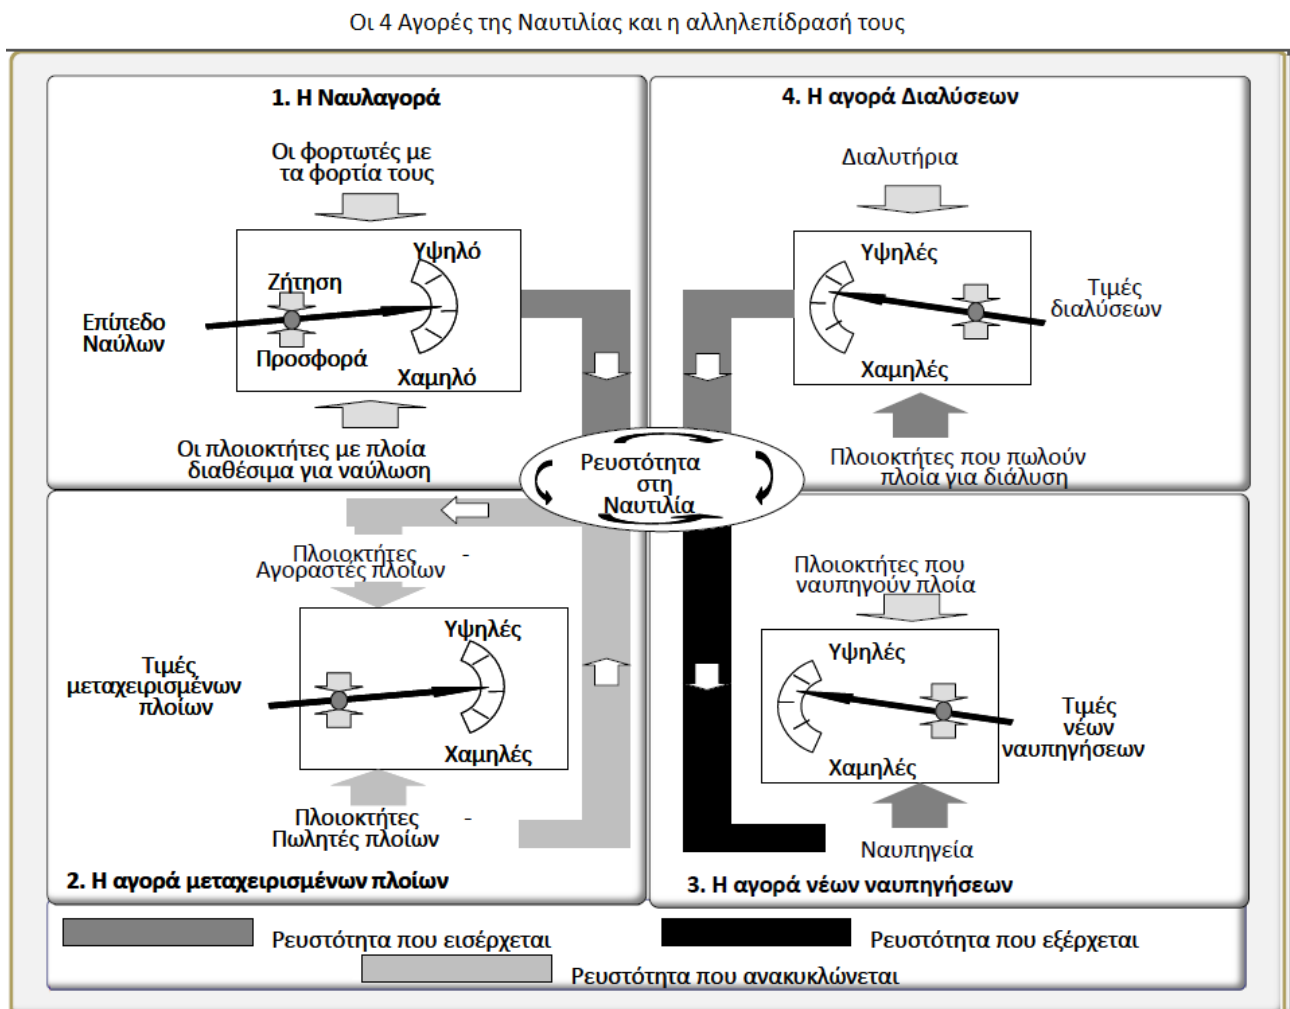 Οι 4 Αγορές της Ναυτιλίας και η αλληλεπίδρασή τους
1. Η Ναυλαγορά
Οι φορτωτές με
τα φορτία τους
Υψηλό
Ζήτηση
Επίπεδο
Ναύλων
Προσφορά
Χαμηλό
Οι πλοιοκτήτες με πλοία
διαθέσιμα για ναύλωση
4. Η αγορά Διαλύσεων
Διαλυτήρια
Υψηλές
Τιμές
διαλύσεων
Χαμηλές
Πλοιοκτήτες που πωλούν
πλοία για διάλυση
Ρευστότητα
στη
Ναυτιλία
Πλοιοκτήτες -
Αγοραστές πλοίων
Υψηλές
Τιμές
μεταχειρισμένων
πλοίων
Χαμηλές
Πλοιοκτήτες -
Πωλητές πλοίων
2. Η αγορά μεταχειρισμένων πλοίων
Πλοιοκτήτες που
ναυπηγούν πλοία
Υψηλές
Τιμές
νέων
ναυπηγήσεων
Χαμηλές
Ναυπηγεία
3. Η αγορά νέων ναυπηγήσεων
Ρευστότητα που εισέρχεται
Ρευστότητα που εξέρχεται
Ρευστότητα που ανακυκλώνεται